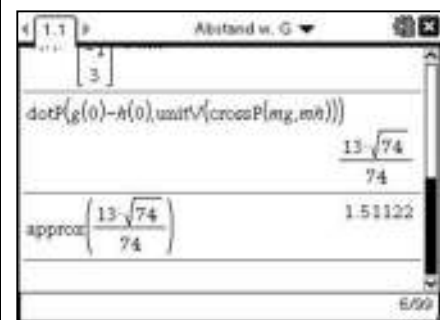 1.1 Abstand w. G
-1
3
dotP(g(0)-h(0),unitV(crossP(mg,mh)))
13·√74
74
approx(13·√74
74)
1.51122
6/99